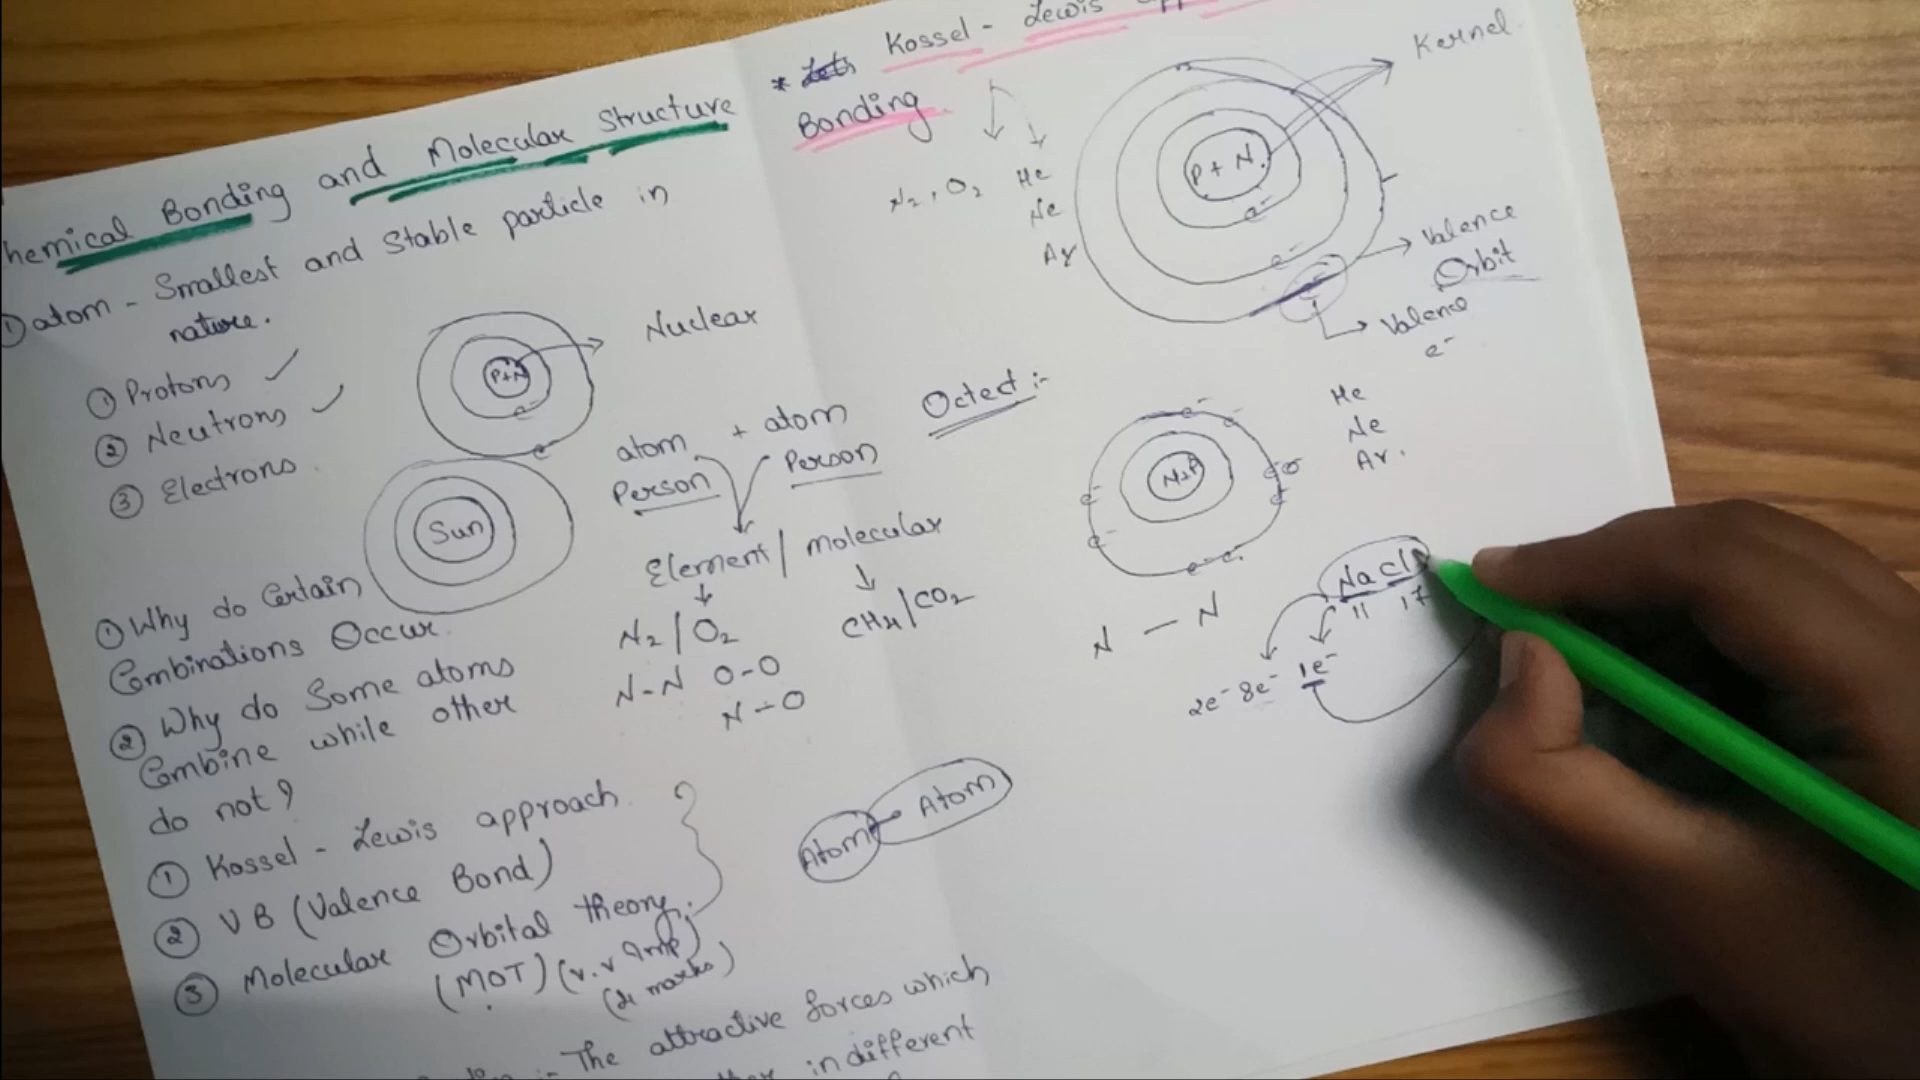 hemical Bonding and Molecular Structure
① atom - Smallest and Stable particle in
nature.
① Protons
② Neutrons
③ Electrons
P+N
Nuclear
Sun
atom + atom
Person Person
Element / molecular
N2 / O2 CH4 / CO2
N-N O-O
N-O
① Why do Certain
Combinations Occur
② Why do Some atoms
Combine while other
do not?
① Kossel - Lewis approach
② VB (Valence Bond)
③ Molecular Orbital theory.
(MOT) (v.v Imp)
(4 marks)
Atom Atom
The attractive forces which
in different
* Kossel - Lewis
Bonding
N2, O2 He
Ne
Ar
P+N
e-
e-
Kernel
Valence
Orbit
Valence
e-
Octect :-
N+P
e- e- e- e- e- e- e- e-
He
Ne
Ar.
N - N
NaCl
11 17
2e- 8e- 1e-